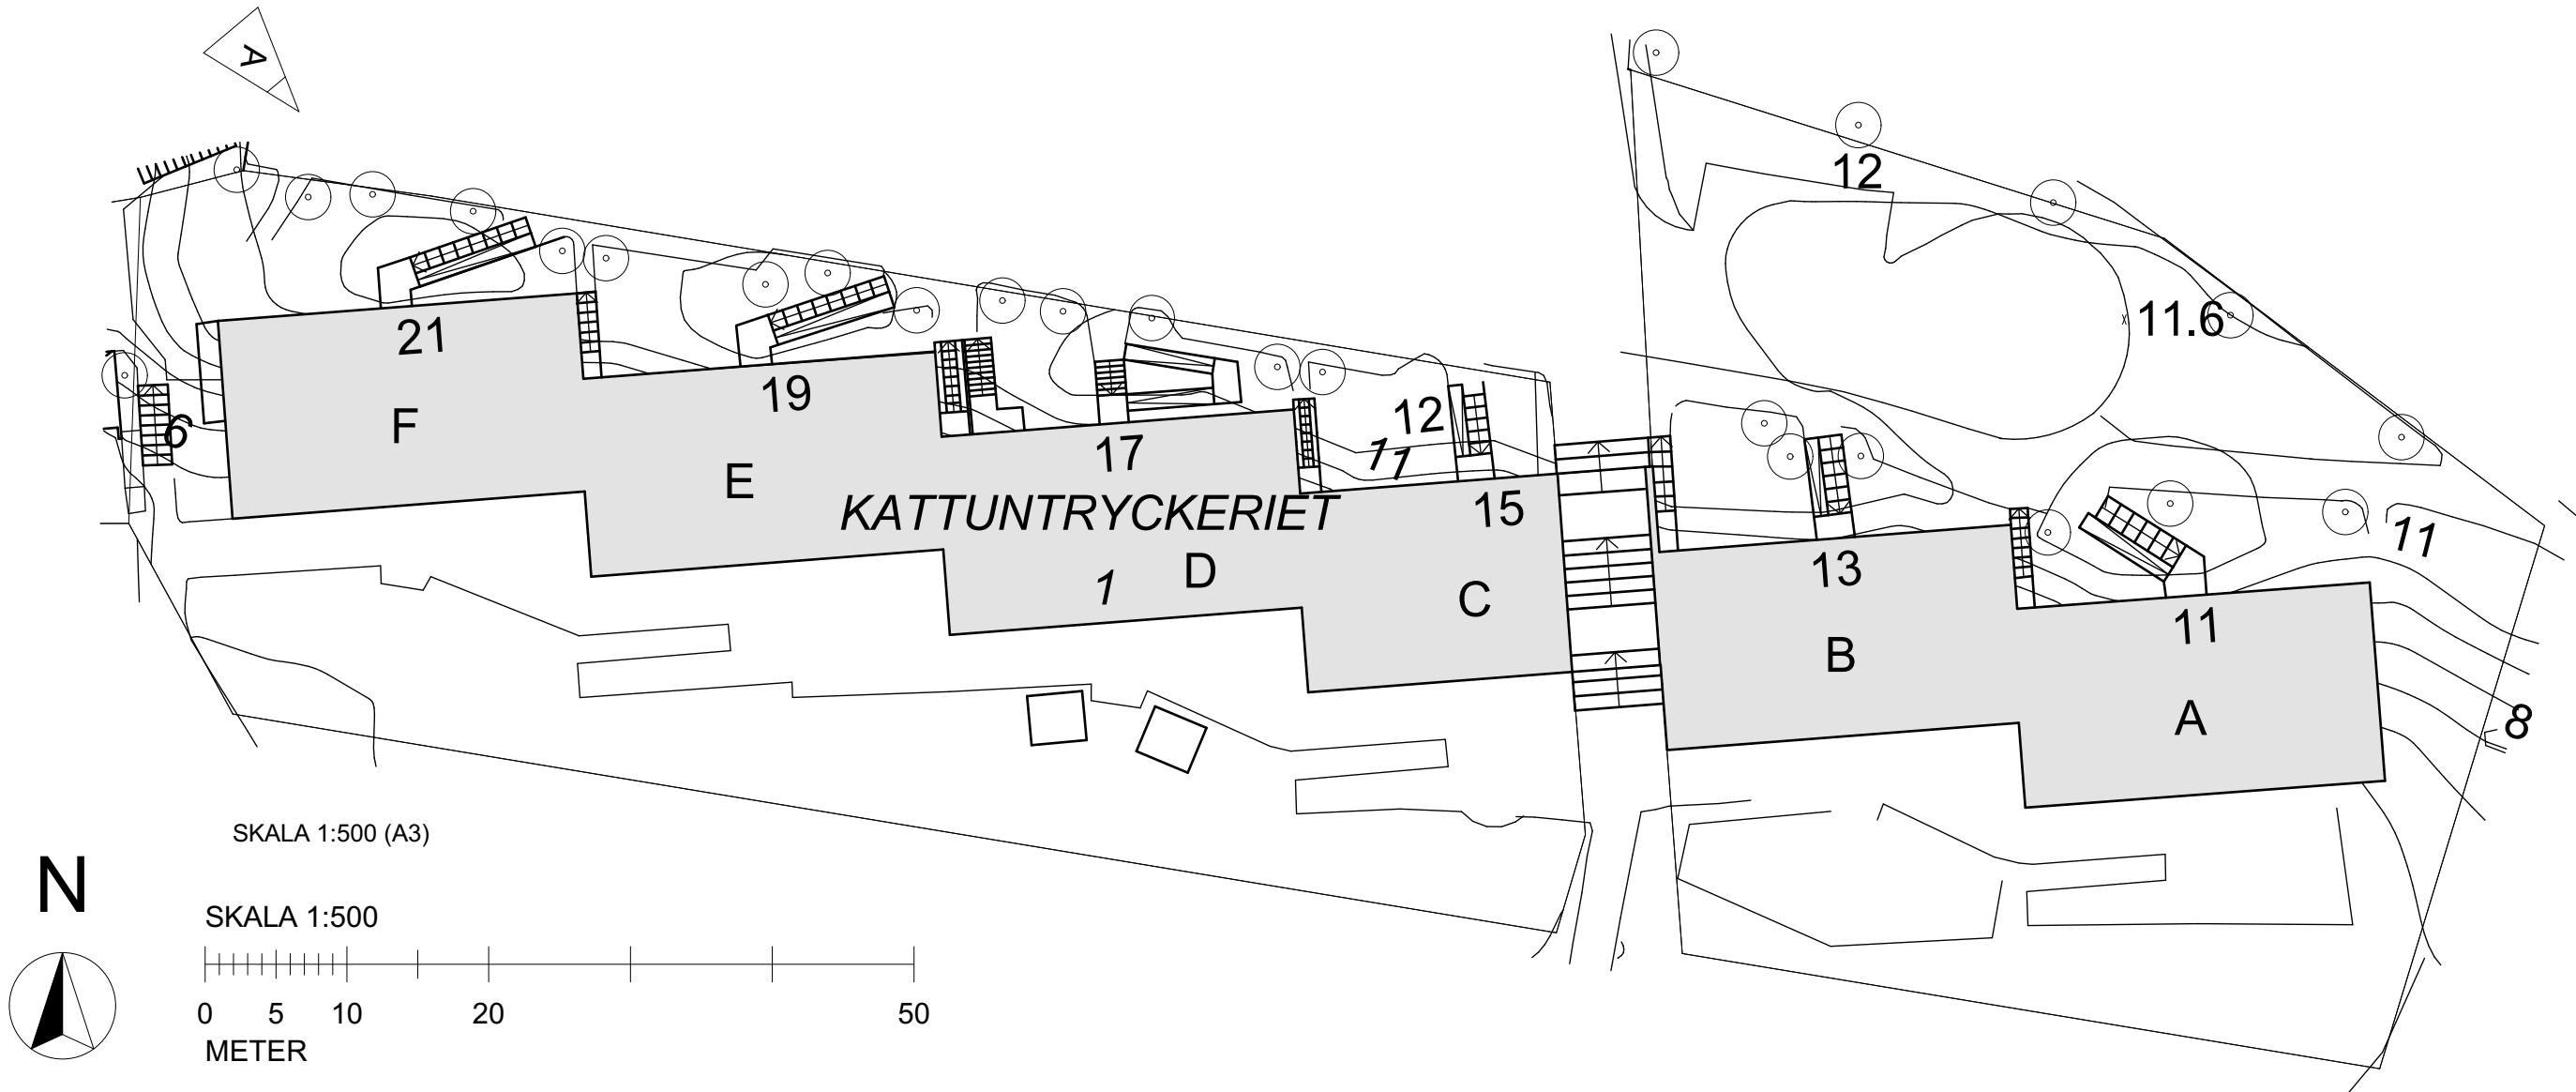 A
12
11.6
21
6
F
19
E
17
12
11
KATTUNTRYCKERIET
15
1
D
C
13
B
11
11
A
8
SKALA 1:500 (A3)
N
SKALA 1:500
0 5 10 20 50
METER